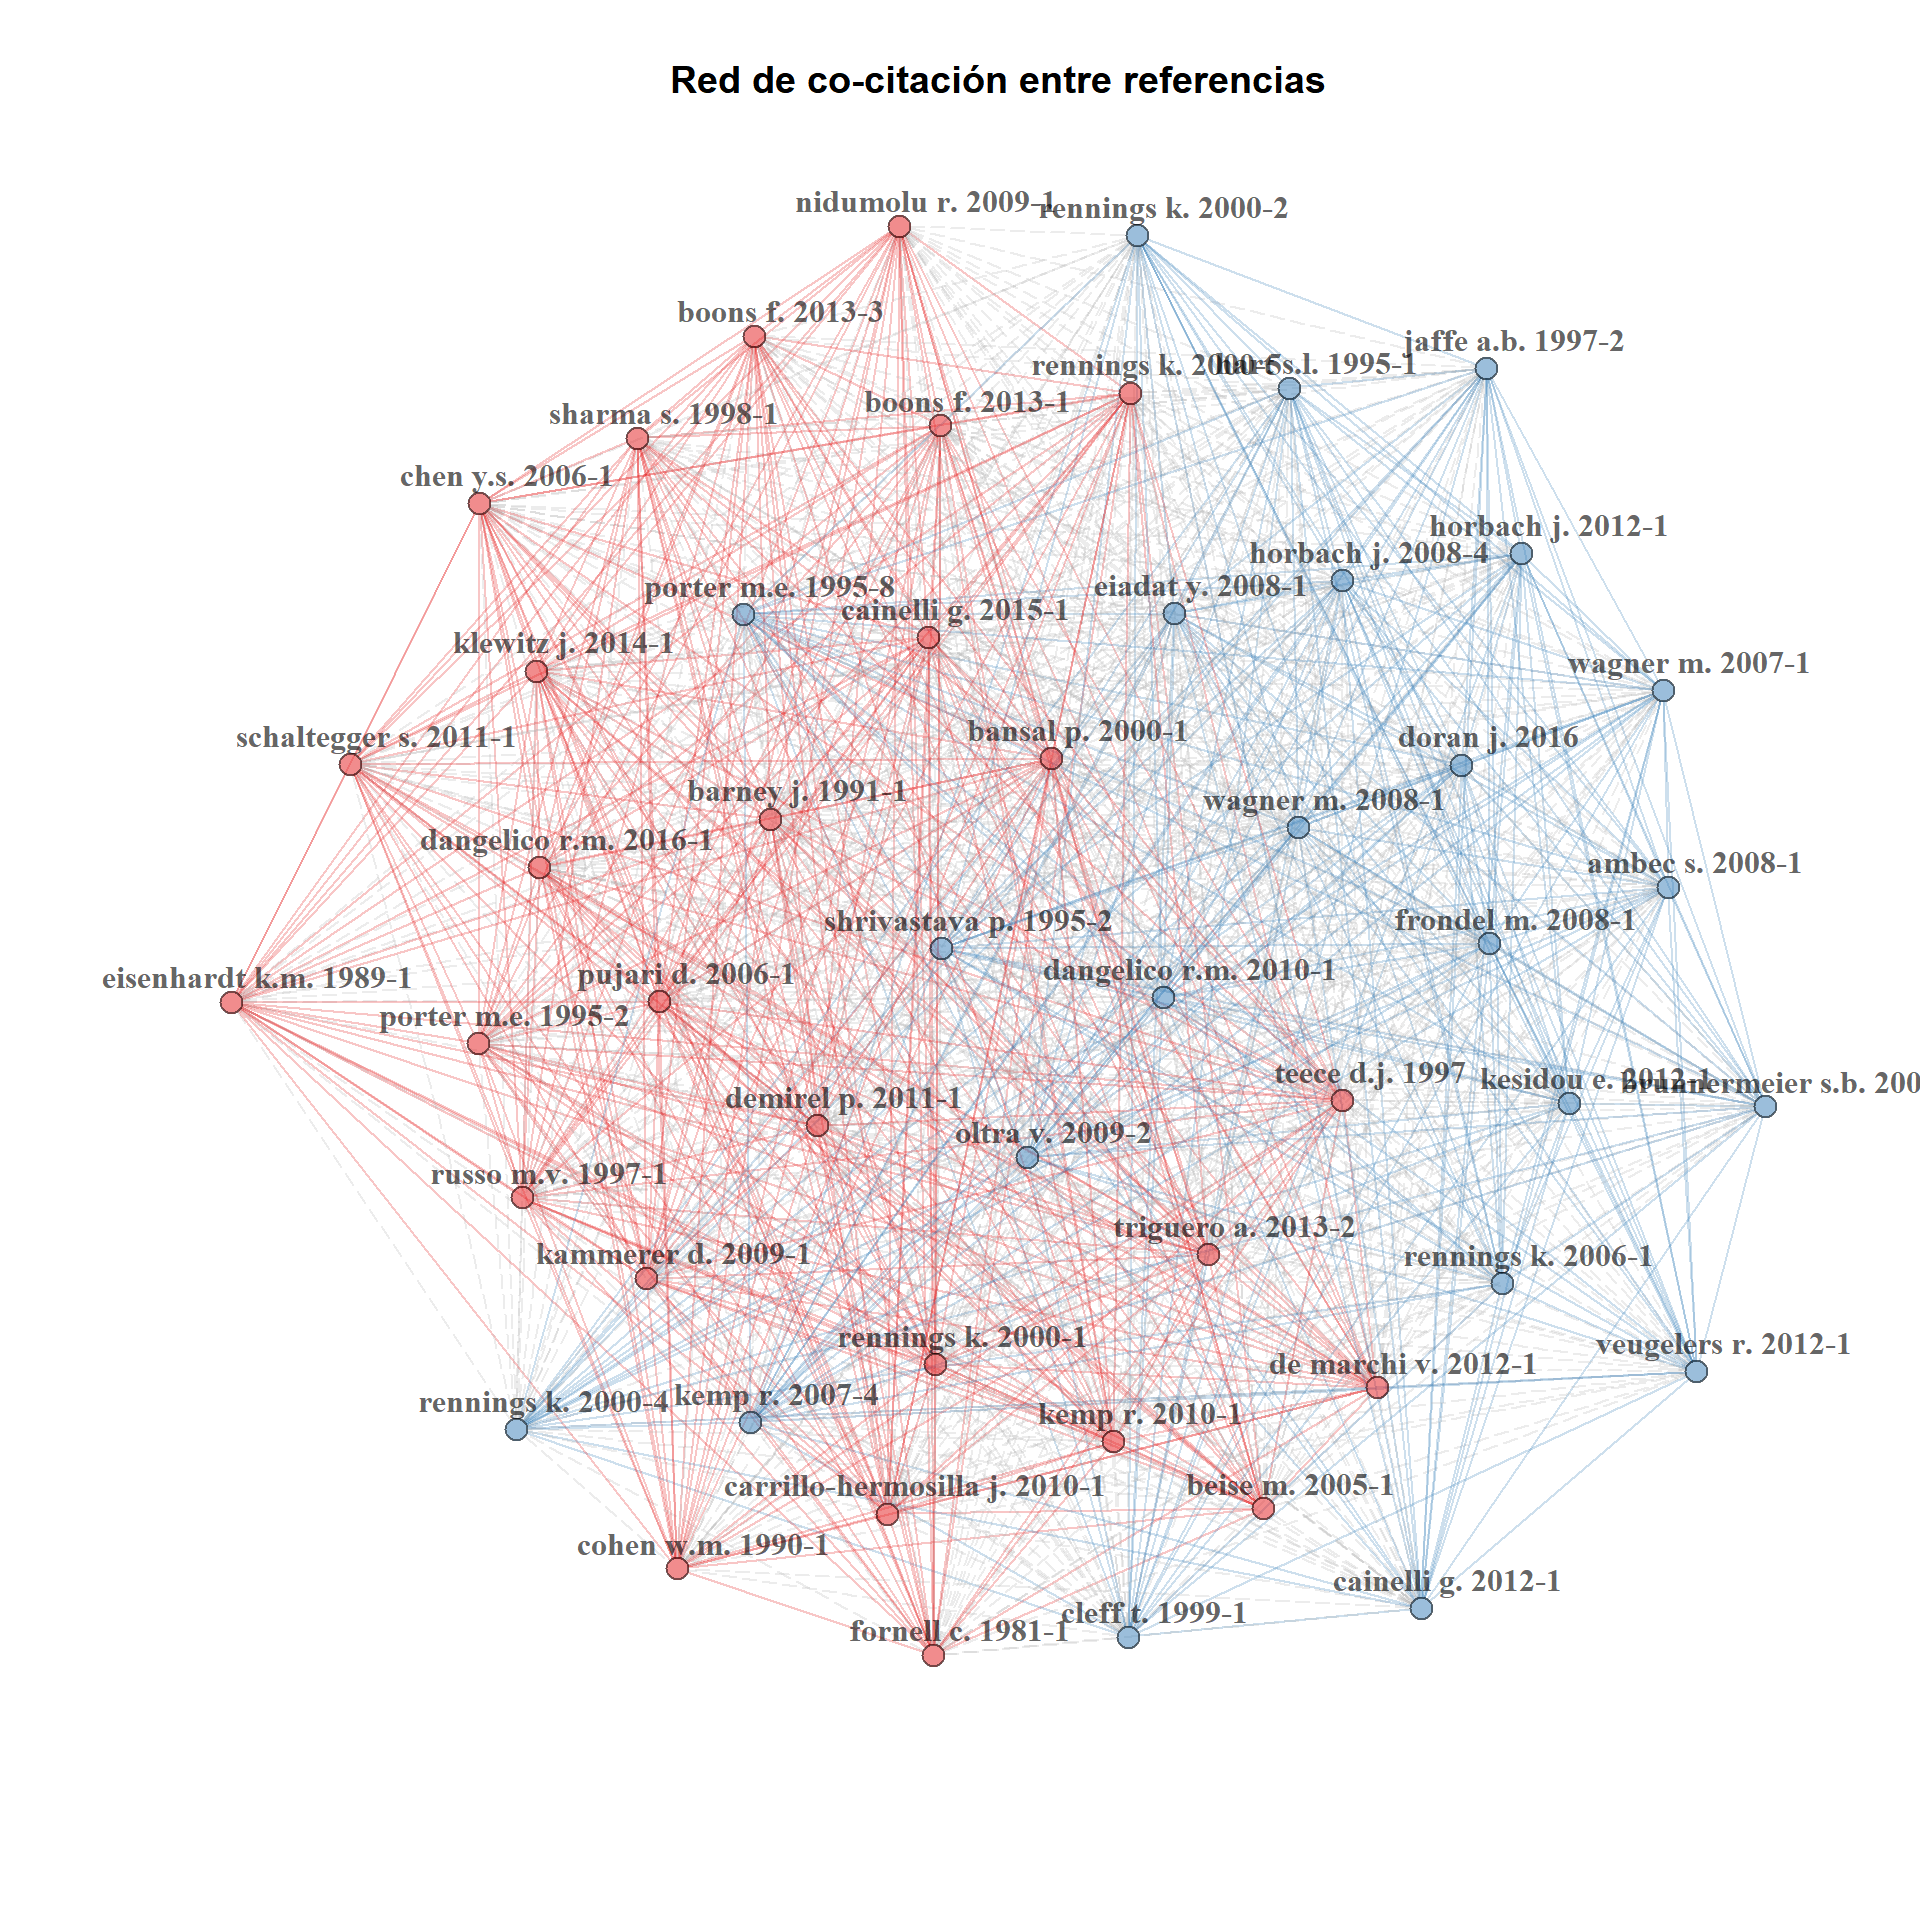 Red de co-citación entre referencias
nidumolu r. 2009-1
rennings k. 2000-2
boons f. 2013-3
jaffe a.b. 1997-2
rennings k. 2000-5
hart s.l. 1995-1
boons f. 2013-1
sharma s. 1998-1
chen y.s. 2006-1
horbach j. 2012-1
horbach j. 2008-4
porter m.e. 1995-8
eiadat y. 2008-1
cainelli g. 2015-1
klewitz j. 2014-1
wagner m. 2007-1
schaltegger s. 2011-1
bansal p. 2000-1
doran j. 2016
barney j. 1991-1
wagner m. 2008-1
dangelico r.m. 2016-1
ambec s. 2008-1
shrivastava p. 1995-2
frondel m. 2008-1
eisenhardt k.m. 1989-1
pujari d. 2006-1
dangelico r.m. 2010-1
porter m.e. 1995-2
teece d.j. 1997
kesidou e. 2012-1
brunnermeier s.b. 200
demirel p. 2011-1
oltra v. 2009-2
russo m.v. 1997-1
triguero a. 2013-2
kammerer d. 2009-1
rennings k. 2006-1
rennings k. 2000-1
veugelers r. 2012-1
de marchi v. 2012-1
rennings k. 2000-4
kemp r. 2007-4
kemp r. 2010-1
carrillo-hermosilla j. 2010-1
beise m. 2005-1
cohen w.m. 1990-1
cainelli g. 2012-1
cleff t. 1999-1
fornell c. 1981-1